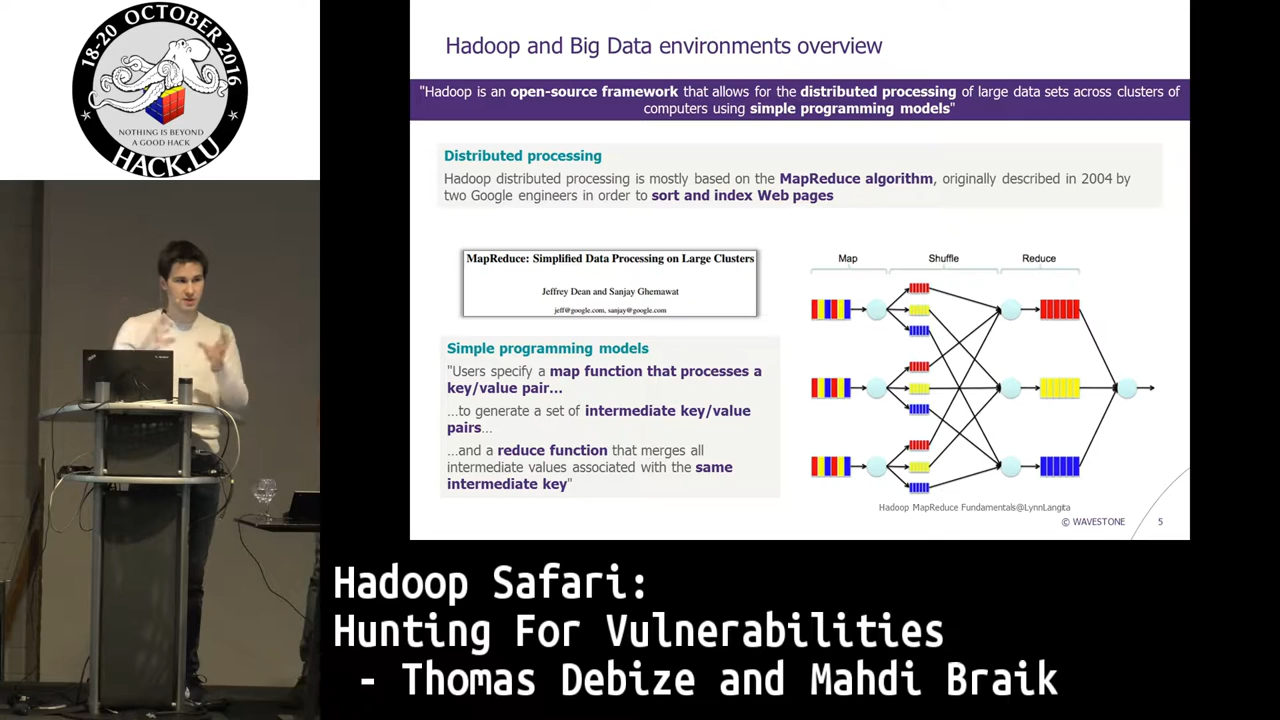 18-20 OCTOBER 2016
NOTHING IS BEYOND
A GOOD HACK
HACK.LU
Hadoop and Big Data environments overview
"Hadoop is an open-source framework that allows for the distributed processing of large data sets across clusters of
computers using simple programming models"
Distributed processing
Hadoop distributed processing is mostly based on the MapReduce algorithm, originally described in 2004 by
two Google engineers in order to sort and index Web pages
MapReduce: Simplified Data Processing on Large Clusters
Jeffrey Dean and Sanjay Ghemawat
jeff@google.com, sanjay@google.com
Simple programming models
"Users specify a map function that processes a
key/value pair...
...to generate a set of intermediate key/value
pairs...
...and a reduce function that merges all
intermediate values associated with the same
intermediate key"
Map
Shuffle
Reduce
Hadoop MapReduce Fundamentals@LynnLangita
© WAVESTONE
5
Hadoop Safari:
Hunting For Vulnerabilities
- Thomas Debize and Mahdi Braik